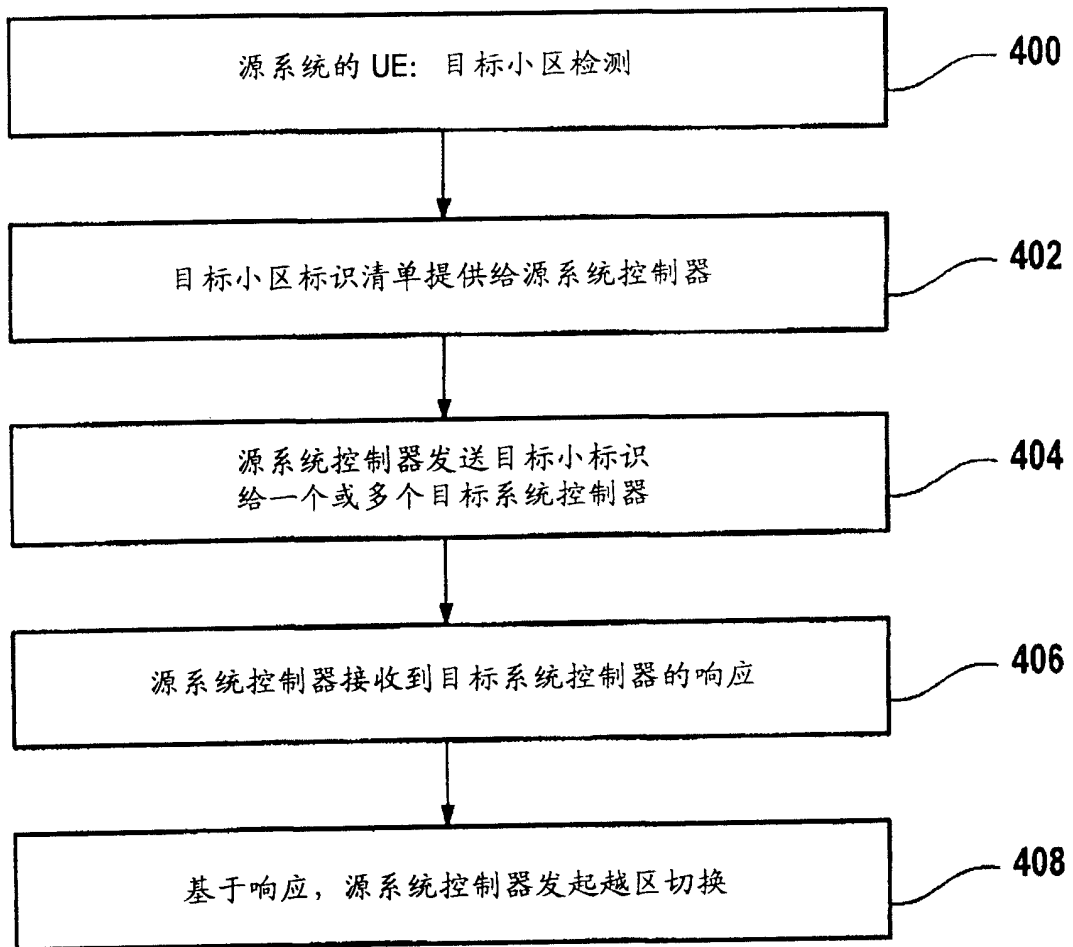 源系统的 UE: 目标小区检测
400
目标小区标识清单提供给源系统控制器
402
源系统控制器发送目标小标识
给一个或多个目标系统控制器
404
源系统控制器接收到目标系统控制器的响应
406
基于响应, 源系统控制器发起越区切换
408